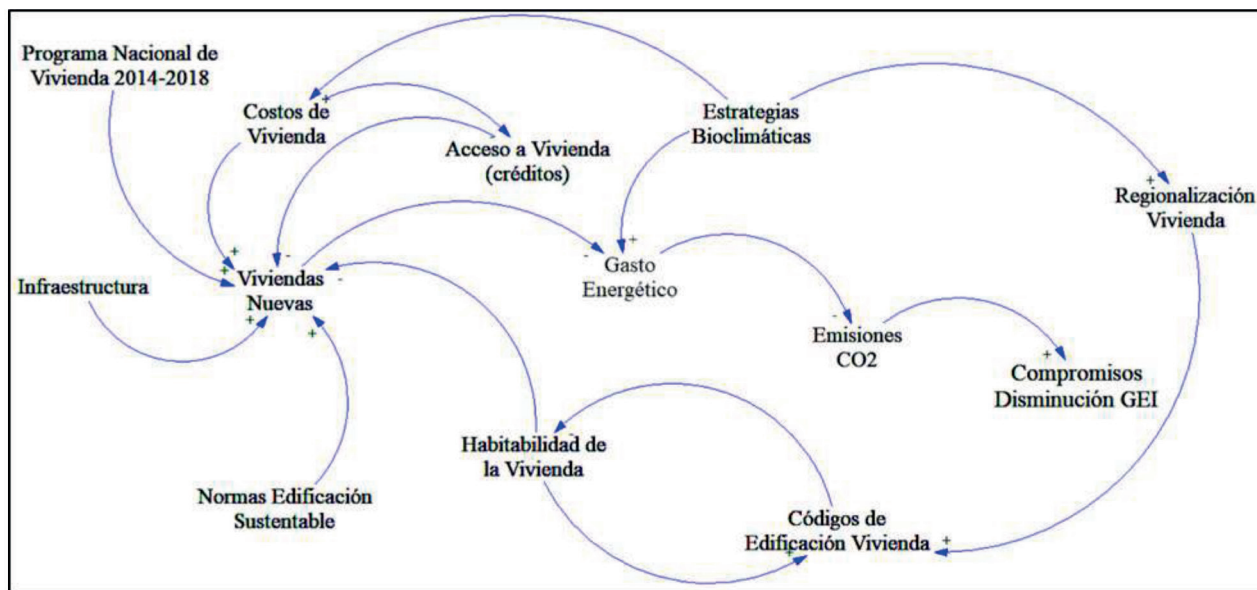 Programa Nacional de
Vivienda 2014-2018
Costos de
Vivienda
+
Acceso a Vivienda
(créditos)
-
Estrategias
Bioclimáticas
+
Regionalización
Vivienda
Infraestructura
+
+
-
-
Viviendas
Nuevas
+
+
-
+
Gasto
Energético
-
Emisiones
CO2
+
Compromisos
Disminución GEI
Habitabilidad de
la Vivienda
-
Normas Edificación
Sustentable
Códigos de
Edificación Vivienda
+
+